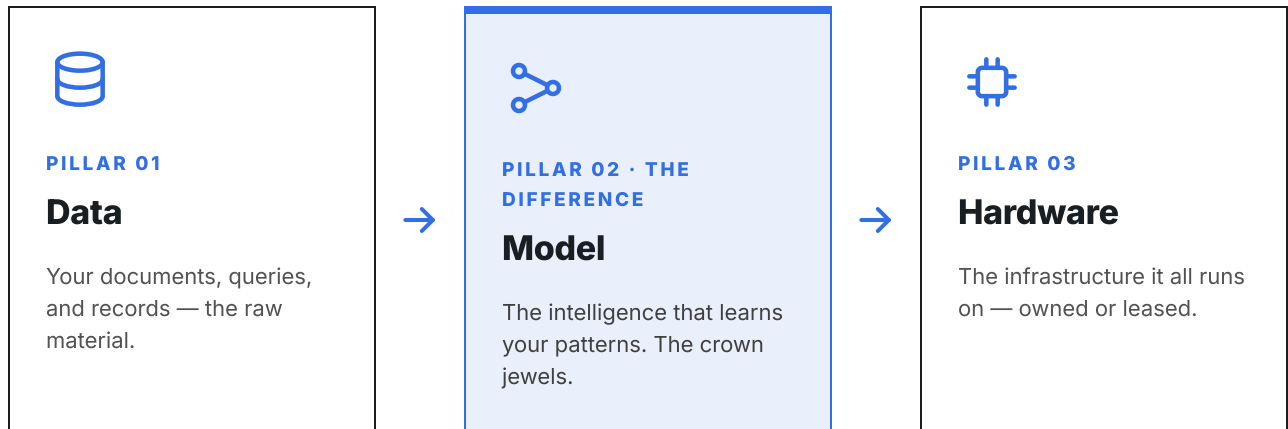 PILLAR 01
Data
Your documents, queries,
and records — the raw
material.
PILLAR 02 · THE
DIFFERENCE
Model
The intelligence that learns
your patterns. The crown
jewels.
PILLAR 03
Hardware
The infrastructure it all runs
on — owned or leased.